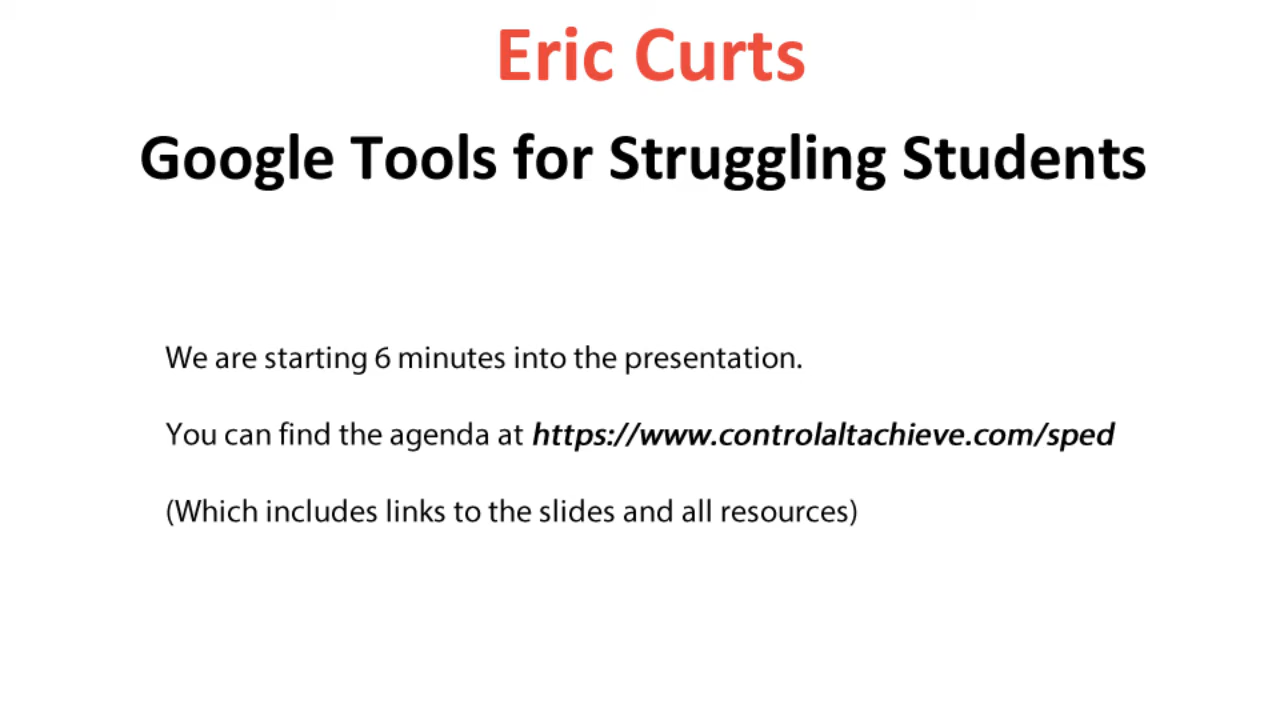 Eric Curts
Google Tools for Struggling Students
We are starting 6 minutes into the presentation.
You can find the agenda at https://www.controlaltachieve.com/sped
(Which includes links to the slides and all resources)